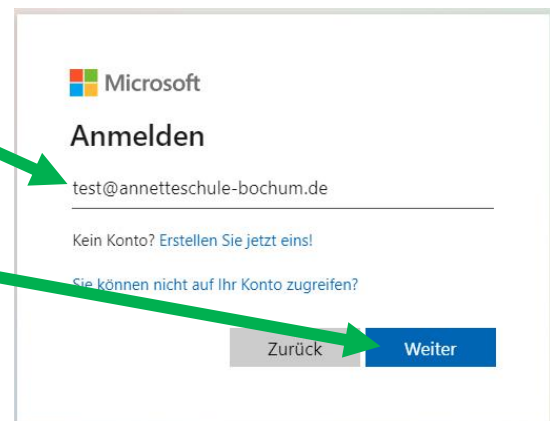 Microsoft
Anmelden
test@annetteschule-bochum.de
Kein Konto? Erstellen Sie jetzt eins!
Sie können nicht auf Ihr Konto zugreifen?
Zurück
Weiter